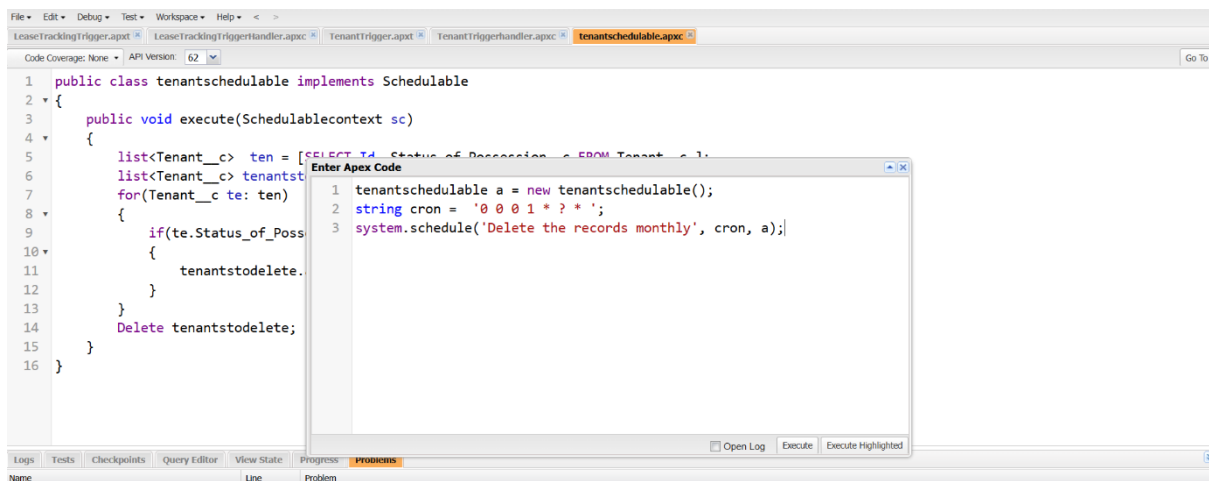 File Edit Debug Test Workspace Help < >
LeaseTrackingTrigger.apxt LeaseTrackingTriggerHandler.apxc TenantTrigger.apxt TenantTriggerhandler.apxc tenantschedulable.apxc
Code Coverage: None API Version: 62 Go To
1 public class tenantschedulable implements Schedulable
2 {
3 public void execute(Schedulablecontext sc)
4 {
5 list<Tenant__c> ten = [SELECT Id, Status_of_Possession__c FROM Tenant__c ];
6 list<Tenant__c> tenantst
7 for(Tenant__c te: ten)
8 {
9 if(te.Status_of_Poss
10 {
11 tenantstodelete.
12 }
13 }
14 Delete tenantstodelete;
15 }
16 }
Enter Apex Code
1 tenantschedulable a = new tenantschedulable();
2 string cron = '0 0 0 1 * ? * ';
3 system.schedule('Delete the records monthly', cron, a);
Open Log Execute Execute Highlighted
Logs Tests Checkpoints Query Editor View State Progress Problems
Name Line Problem